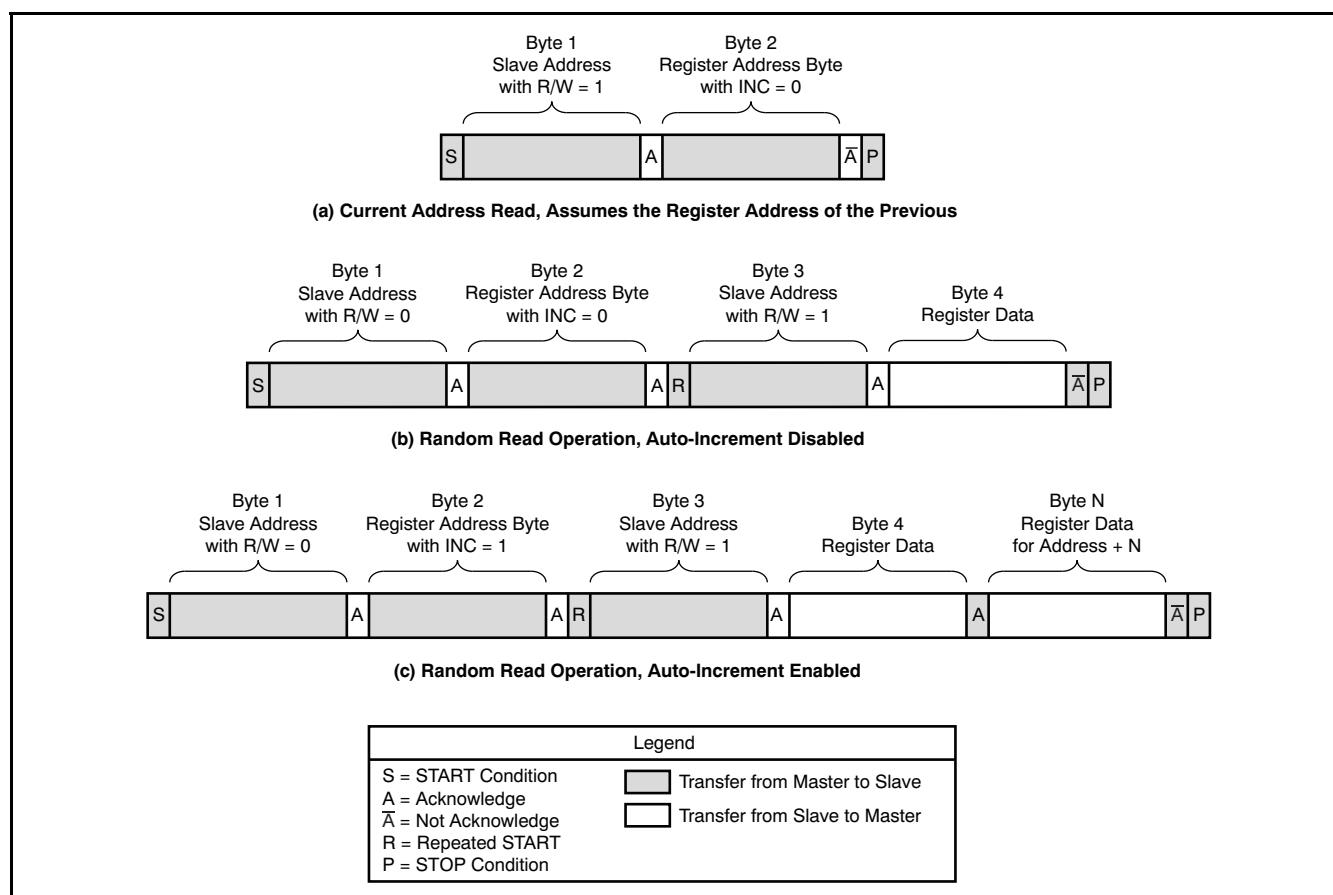 Byte 1
Slave Address
with R/W = 1
Byte 2
Register Address Byte
with INC = 0
S A A̅ P
(a) Current Address Read, Assumes the Register Address of the Previous
Byte 1
Slave Address
with R/W = 0
Byte 2
Register Address Byte
with INC = 0
Byte 3
Slave Address
with R/W = 1
Byte 4
Register Data
S A A R A A̅ P
(b) Random Read Operation, Auto-Increment Disabled
Byte 1
Slave Address
with R/W = 0
Byte 2
Register Address Byte
with INC = 1
Byte 3
Slave Address
with R/W = 1
Byte 4
Register Data
Byte N
Register Data
for Address + N
S A A R A A A̅ P
(c) Random Read Operation, Auto-Increment Enabled
Legend
S = START Condition
A = Acknowledge
A̅ = Not Acknowledge
R = Repeated START
P = STOP Condition
Transfer from Master to Slave
Transfer from Slave to Master